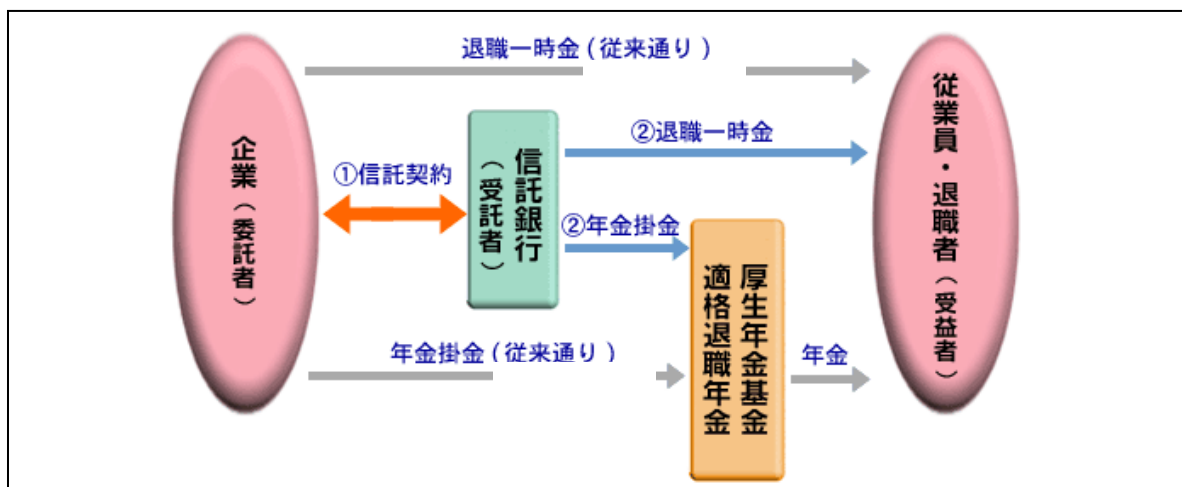 退職一時金(従来通り)
企業(委託者)
①信託契約
信託銀行
(受託者)
②退職一時金
②年金掛金
年金掛金(従来通り)
厚生年金基金
適格退職年金
年金
従業員・退職者(受益者)